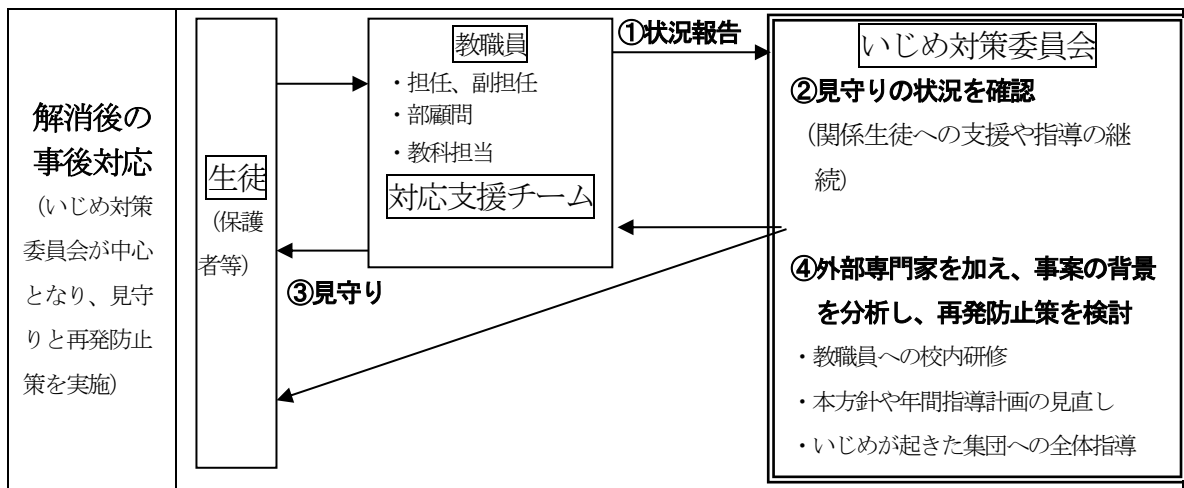 解消後の
事後対応
（いじめ対策
委員会が中心
となり、見守
りと再発防止
策を実施）
生徒
（保護
者等）
教職員
・担任、副担任
・部顧問
・教科担当
対応支援チーム
①状況報告
③見守り
いじめ対策委員会
②見守りの状況を確認
（関係生徒への支援や指導の継
続）
④外部専門家を加え、事案の背景
を分析し、再発防止策を検討
・教職員への校内研修
・本方針や年間指導計画の見直し
・いじめが起きた集団への全体指導